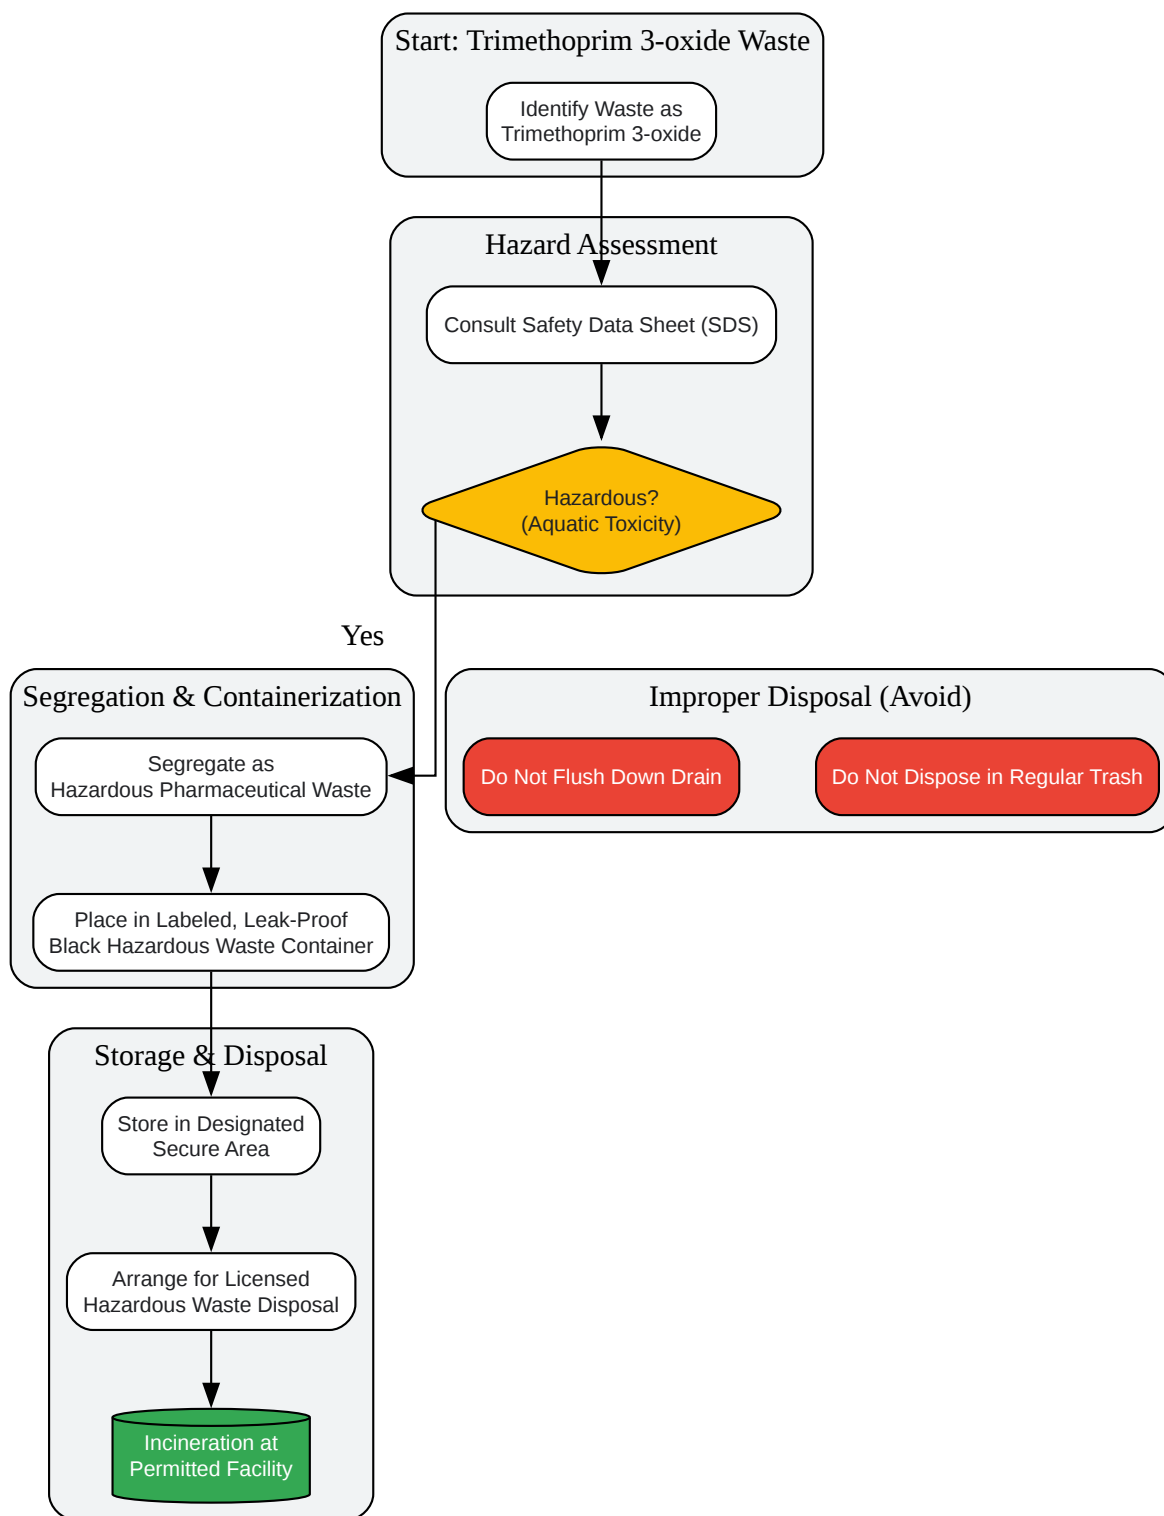 Start: Trimethoprim 3-oxide Waste
Identify Waste as
Trimethoprim 3-oxide
Hazard Assessment
Consult Safety Data Sheet (SDS)
Hazardous?
(Aquatic Toxicity)
Yes
Segregation & Containerization
Segregate as
Hazardous Pharmaceutical Waste
Place in Labeled, Leak-Proof
Black Hazardous Waste Container
Improper Disposal (Avoid)
Do Not Flush Down Drain
Do Not Dispose in Regular Trash
Storage & Disposal
Store in Designated
Secure Area
Arrange for Licensed
Hazardous Waste Disposal
Incineration at
Permitted Facility